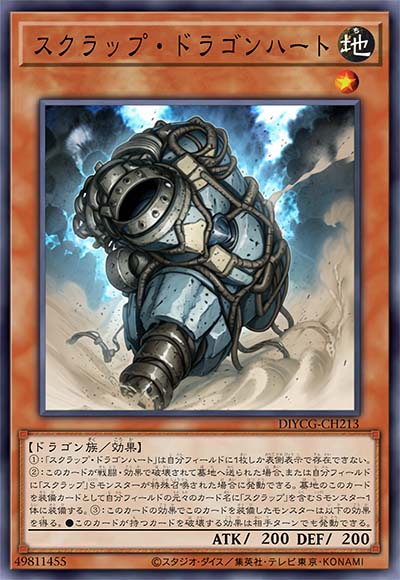 スクラップ・ドラゴンハート
地
DIYCG-CH213
【ドラゴン族／効果】
①：「スクラップ・ドラゴンハート」は自分フィールドに1枚しか表側表示で存在できない。
②：このカードが戦闘・効果で破壊されて墓地へ送られた場合、または自分フィールド
に「スクラップ」Sモンスターが特殊召喚された場合に発動できる。墓地のこのカード
を装備カードとして自分フィールドの元々のカード名に「スクラップ」を含むSモンスター1
体に装備する。③：このカードの効果でこのカードを装備したモンスターは以下の効果
を得る。●このカードが持つカードを破壊する効果は相手ターンでも発動できる。
ATK/ 200 DEF/ 200
49811455
©スタジオ・ダイス／集英社・テレビ東京・KONAMI